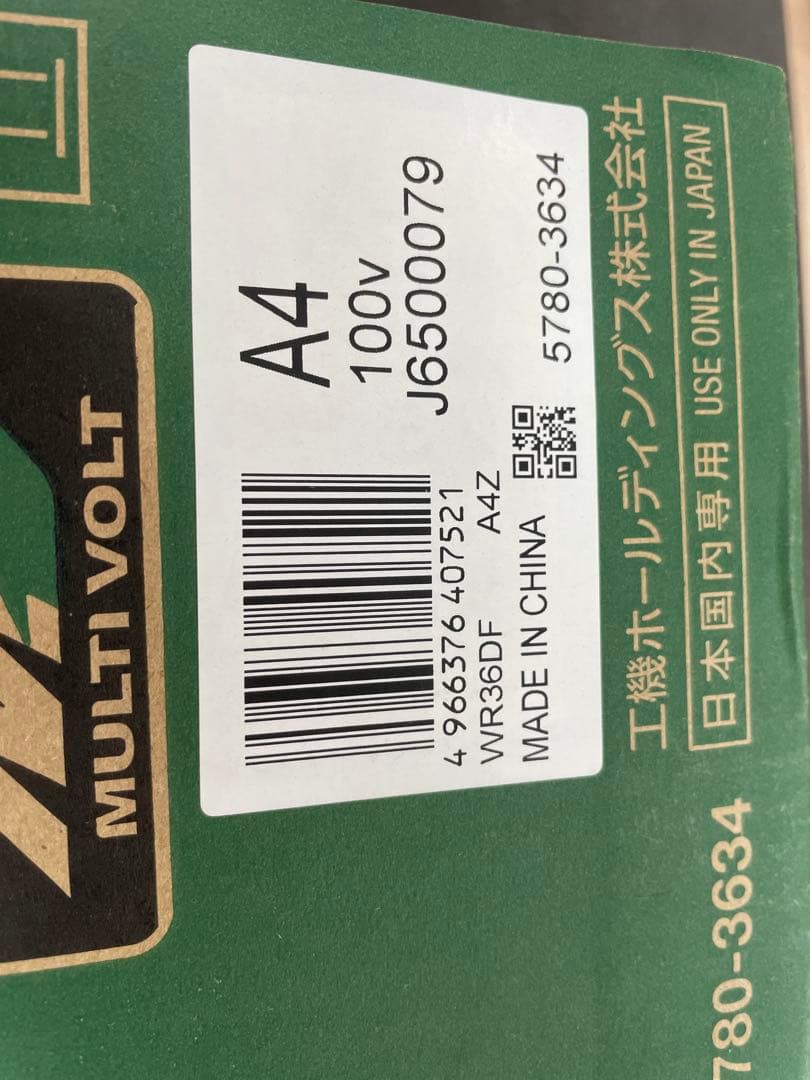 MULTI VOLT
A4
100v
J6500079
4 966376 407521
WR36DF A4Z
MADE IN CHINA
5780-3634
工機ホールディングス株式会社
日本国内専用 USE ONLY IN JAPAN
780-3634